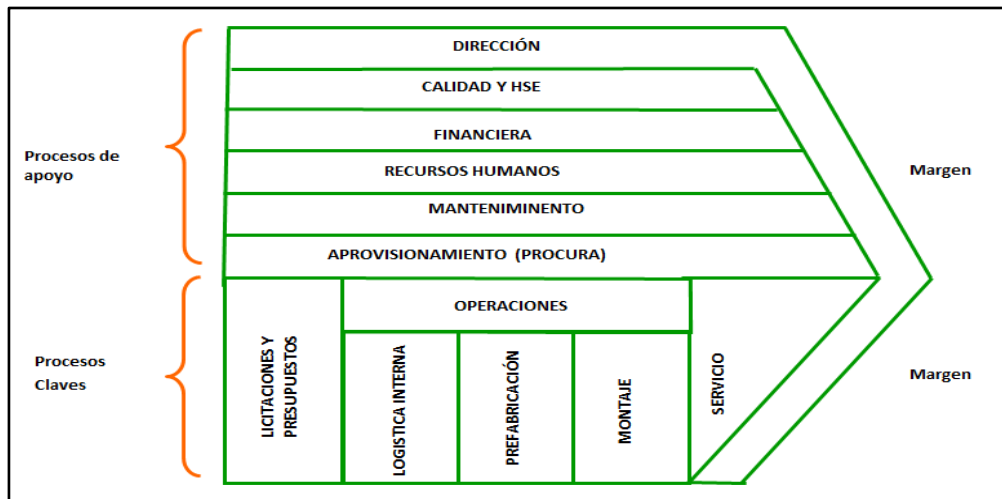 DIRECCIÓN
CALIDAD Y HSE
FINANCIERA
Procesos de
apoyo
RECURSOS HUMANOS
Margen
MANTENIMINENTO
APROVISIONAMIENTO (PROCURA)
OPERACIONES
Procesos
Claves
LICITACIONES Y
PRESUPUESTOS
LOGISTICA INTERNA
PREFABRICACIÓN
MONTAJE
SERVICIO
Margen